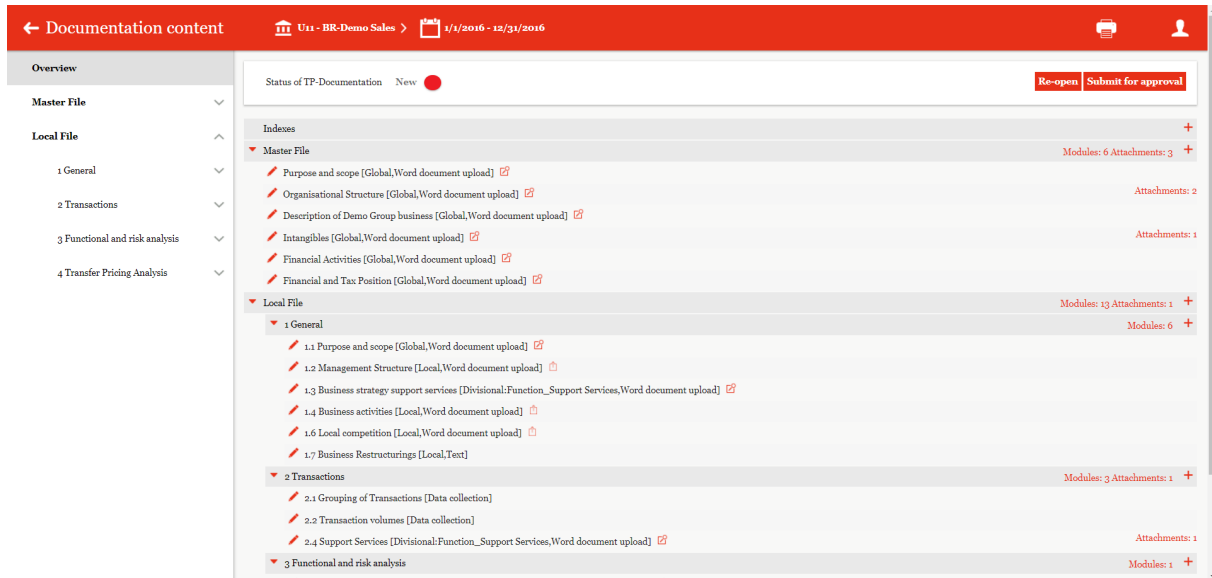 Documentation content
U11 - BR-Demo Sales > 1/1/2016 - 12/31/2016
Overview
Master File
Local File
1 General
2 Transactions
3 Functional and risk analysis
4 Transfer Pricing Analysis
Status of TP-Documentation New Re-open Submit for approval
Indexes +
Master File Modules: 6 Attachments: 3 +
Purpose and scope [Global,Word document upload]
Organisational Structure [Global,Word document upload] Attachments: 2
Description of Demo Group business [Global,Word document upload]
Intangibles [Global,Word document upload] Attachments: 1
Financial Activities [Global,Word document upload]
Financial and Tax Position [Global,Word document upload]
Local File Modules: 13 Attachments: 1 +
1 General Modules: 6 +
1.1 Purpose and scope [Global,Word document upload]
1.2 Management Structure [Local,Word document upload]
1.3 Business strategy support services [Divisional:Function_Support Services,Word document upload]
1.4 Business activities [Local,Word document upload]
1.6 Local competition [Local,Word document upload]
1.7 Business Restructurings [Local,Text]
2 Transactions Modules: 3 Attachments: 1 +
2.1 Grouping of Transactions [Data collection]
2.2 Transaction volumes [Data collection]
2.4 Support Services [Divisional:Function_Support Services,Word document upload] Attachments: 1
3 Functional and risk analysis Modules: 1 +